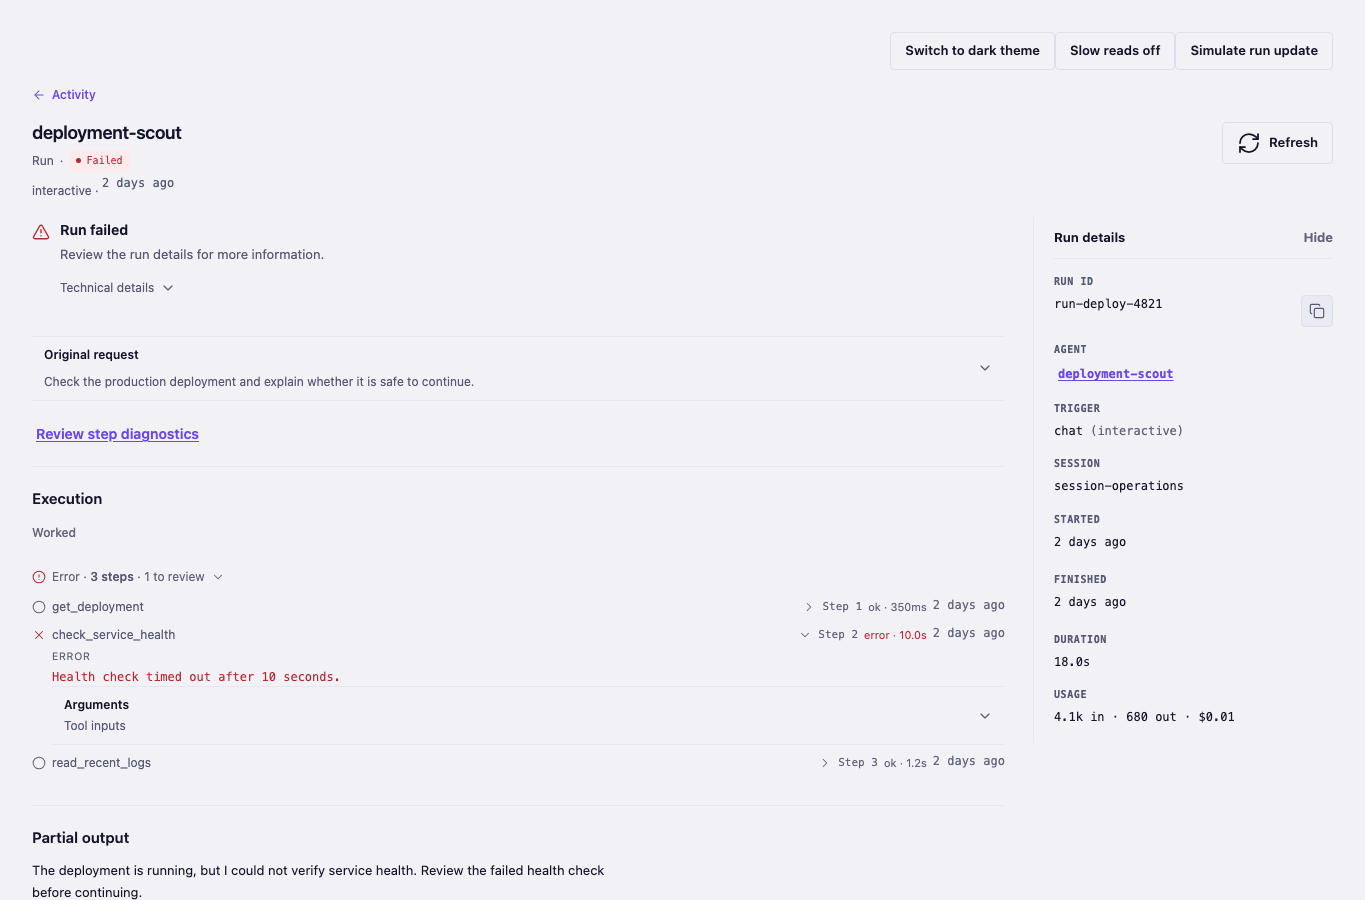 Switch to dark theme
Slow reads off
Simulate run update
Activity
deployment-scout
Refresh
Run · Failed
interactive · 2 days ago
Run failed
Review the run details for more information.
Technical details
Original request
Check the production deployment and explain whether it is safe to continue.
Review step diagnostics
Execution
Worked
Error · 3 steps · 1 to review
get_deployment
Step 1 ok · 350ms 2 days ago
check_service_health
Step 2 error · 10.0s 2 days ago
ERROR
Health check timed out after 10 seconds.
Arguments
Tool inputs
read_recent_logs
Step 3 ok · 1.2s 2 days ago
Partial output
The deployment is running, but I could not verify service health. Review the failed health check
before continuing.
Run details
Hide
RUN ID
run-deploy-4821
AGENT
deployment-scout
TRIGGER
chat (interactive)
SESSION
session-operations
STARTED
2 days ago
FINISHED
2 days ago
DURATION
18.0s
USAGE
4.1k in · 680 out · $0.01